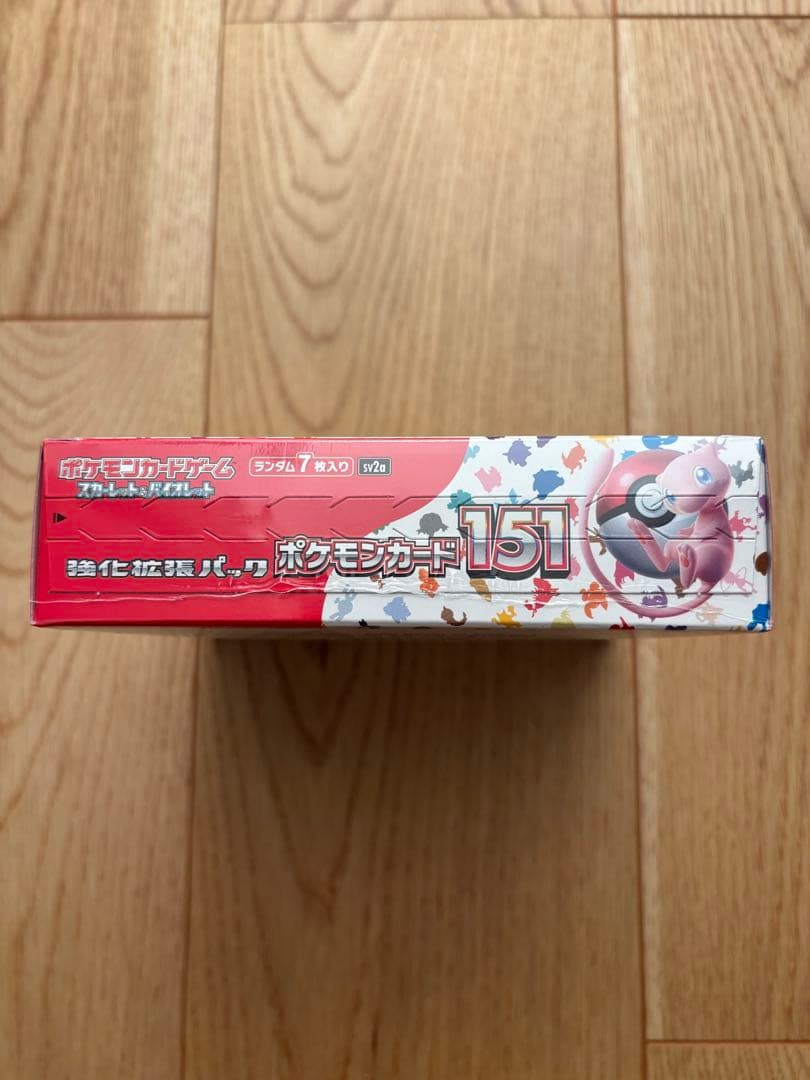 ポケモンカードゲーム
スカーレット&バイオレット
ランダム7枚入り
sv2a
強化拡張パック
ポケモンカード151